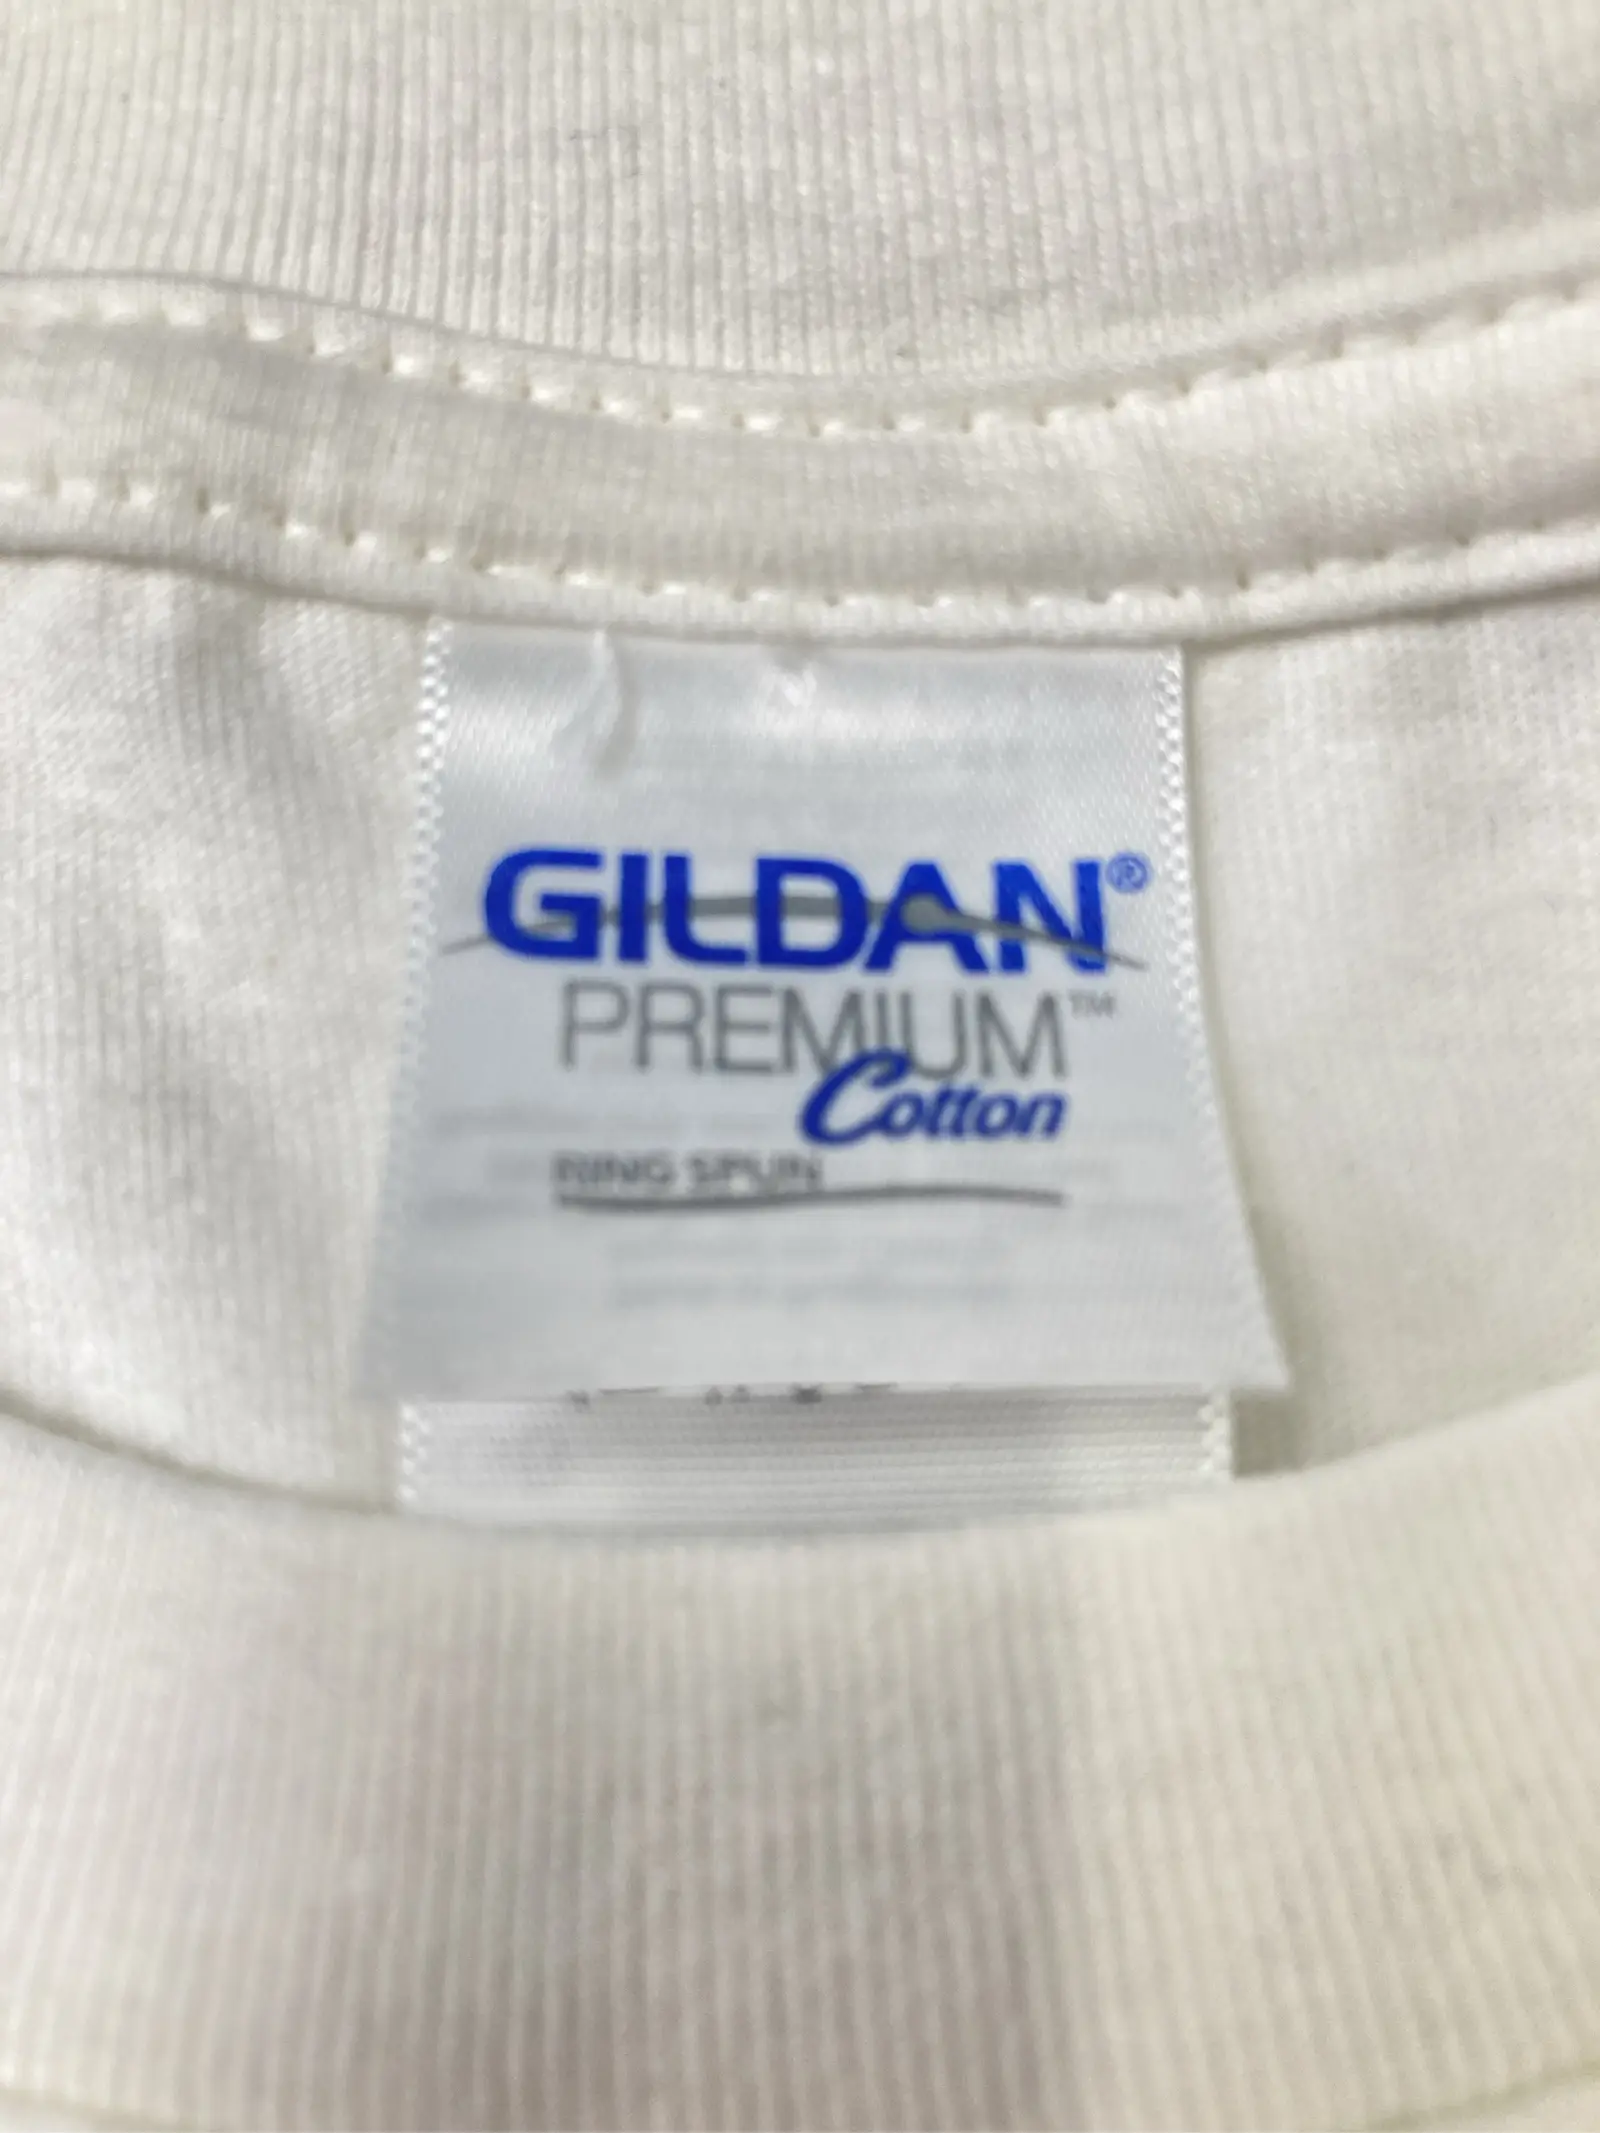 GILDAN®
PREMIUM™
Cotton
RING SPUN